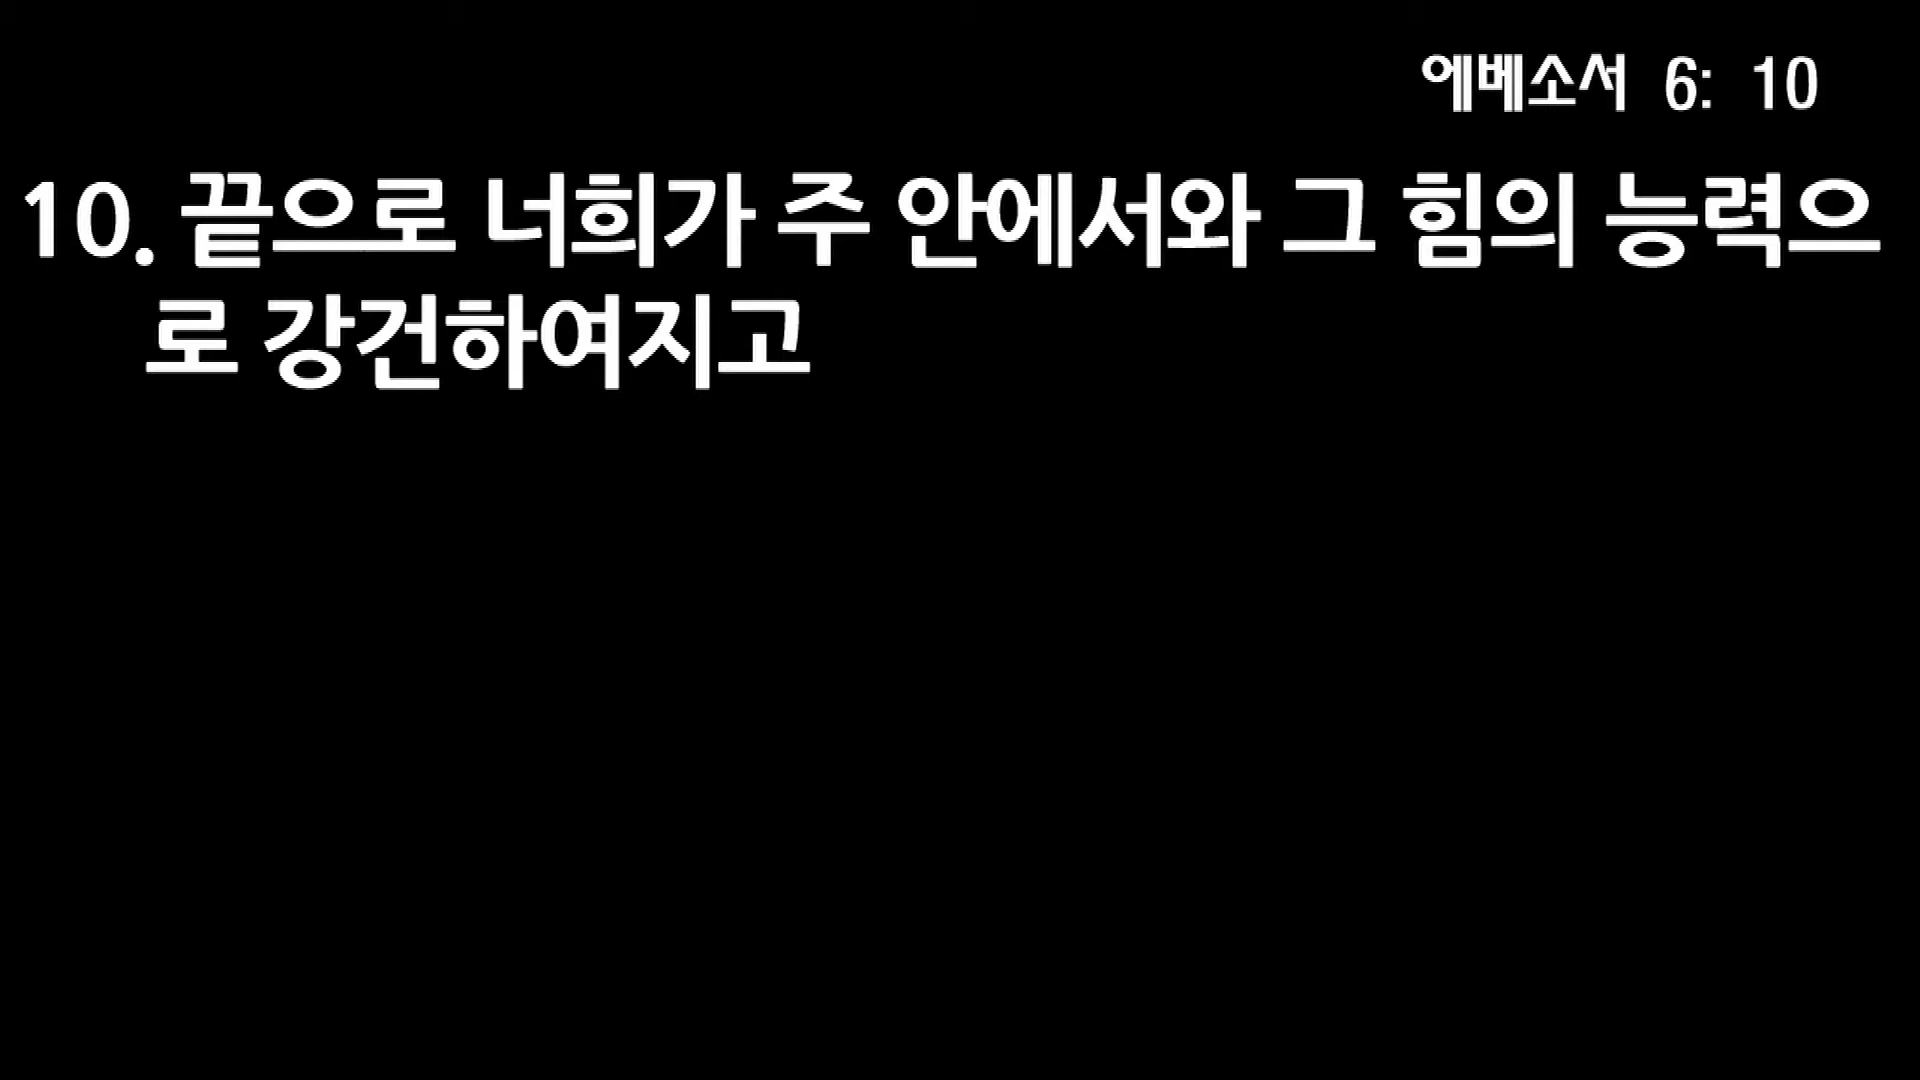 에베소서 6: 10
10. 끝으로 너희가 주 안에서와 그 힘의 능력으
로 강건하여지고